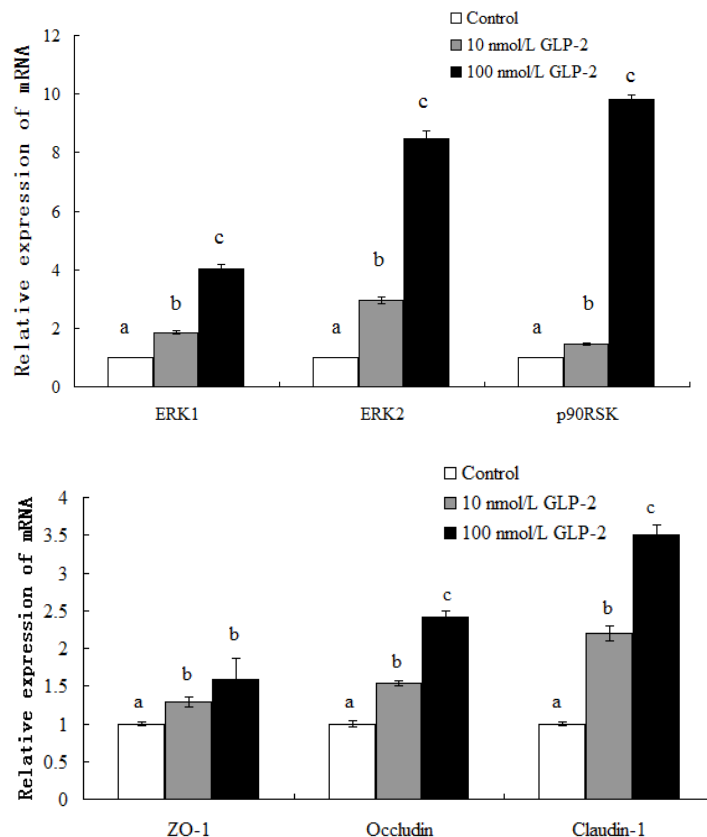 Control
10 nmol/L GLP-2
100 nmol/L GLP-2
Relative expression of mRNA
12
10
8
6
4
2
0
a
b
c
a
b
c
a
b
c
ERK1
ERK2
p90RSK
Control
10 nmol/L GLP-2
100 nmol/L GLP-2
Relative expression of mRNA
4
3.5
3
2.5
2
1.5
1
0.5
0
a
b
b
a
b
c
a
b
c
ZO-1
Occludin
Claudin-1